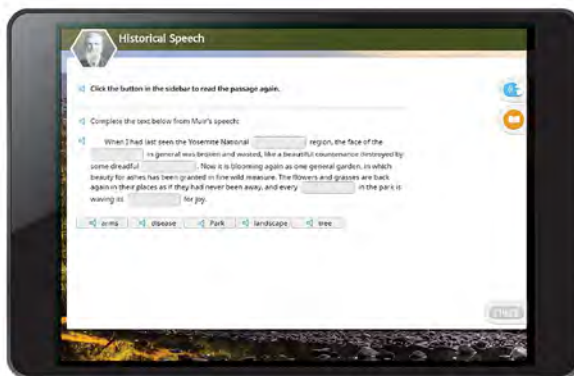 Historical Speech
Click the button in the sidebar to read the passage again.
Complete the text below from Muir's speech:
When I had last seen the Yosemite National region, the face of the
in general was broken and wasted, like a beautiful countenance destroyed by
some dreadful . Now it is blooming again as one general garden, in which
beauty for ashes has been granted in fine wild measure. The flowers and grasses are back
again in their places as if they had never been away, and every in the park is
waving its for joy.
arms disease Park landscape tree